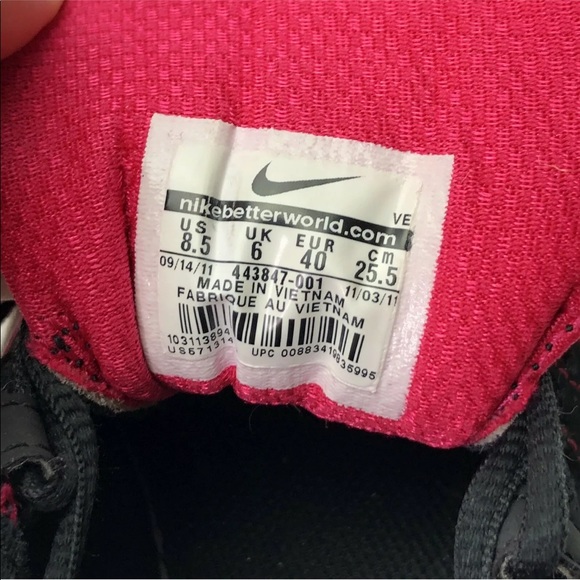 nikebetterworld.com
VE
US UK EUR cm
8.5 6 40 25.5
09/14/11 443847-001 11/03/11
MADE IN VIETNAM
FABRIQUE AU VIETNAM
UPC